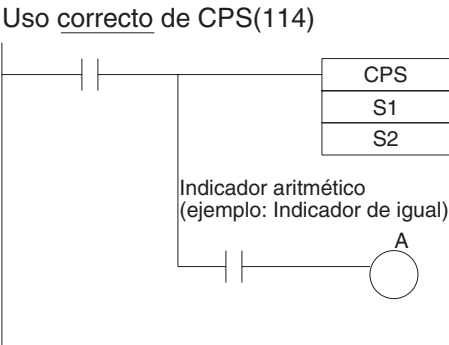 Uso correcto de CPS(114)
CPS
S1
S2
Indicador aritmético
(ejemplo: Indicador de igual)
A